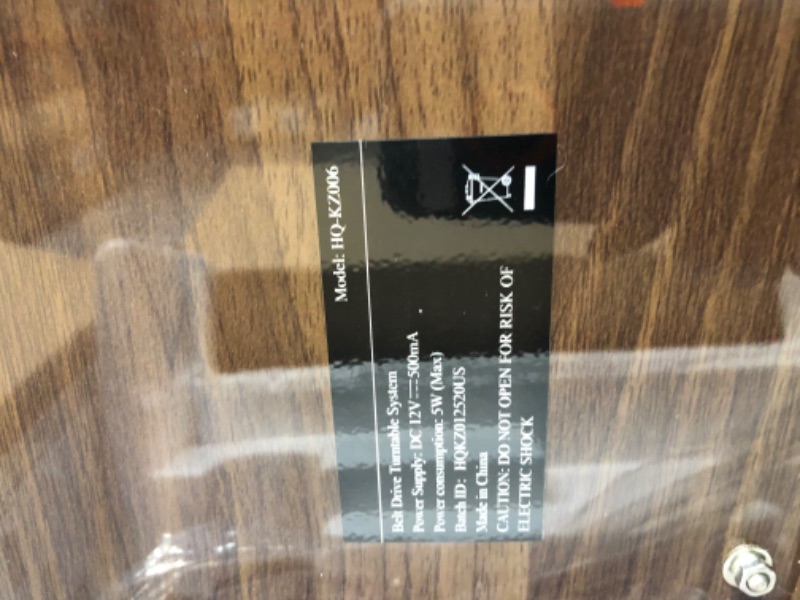 Model: HQ-KZ006
Belt Drive Turntable System
Power Supply: DC 12V⎓500mA
Power consumption: 5W (Max)
Batch ID: HQKZ012520US
Made in China
CAUTION: DO NOT OPEN FOR RISK OF
ELECTRIC SHOCK